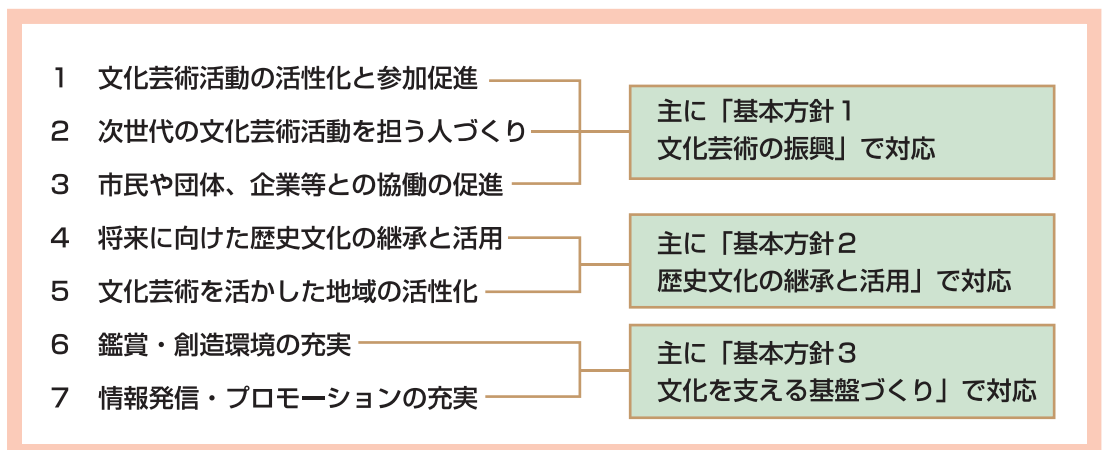 1 文化芸術活動の活性化と参加促進
2 次世代の文化芸術活動を担う人づくり
3 市民や団体、企業等との協働の促進
4 将来に向けた歴史文化の継承と活用
5 文化芸術を活かした地域の活性化
6 鑑賞・創造環境の充実
7 情報発信・プロモーションの充実
主に「基本方針1
文化芸術の振興」で対応
主に「基本方針2
歴史文化の継承と活用」で対応
主に「基本方針3
文化を支える基盤づくり」で対応